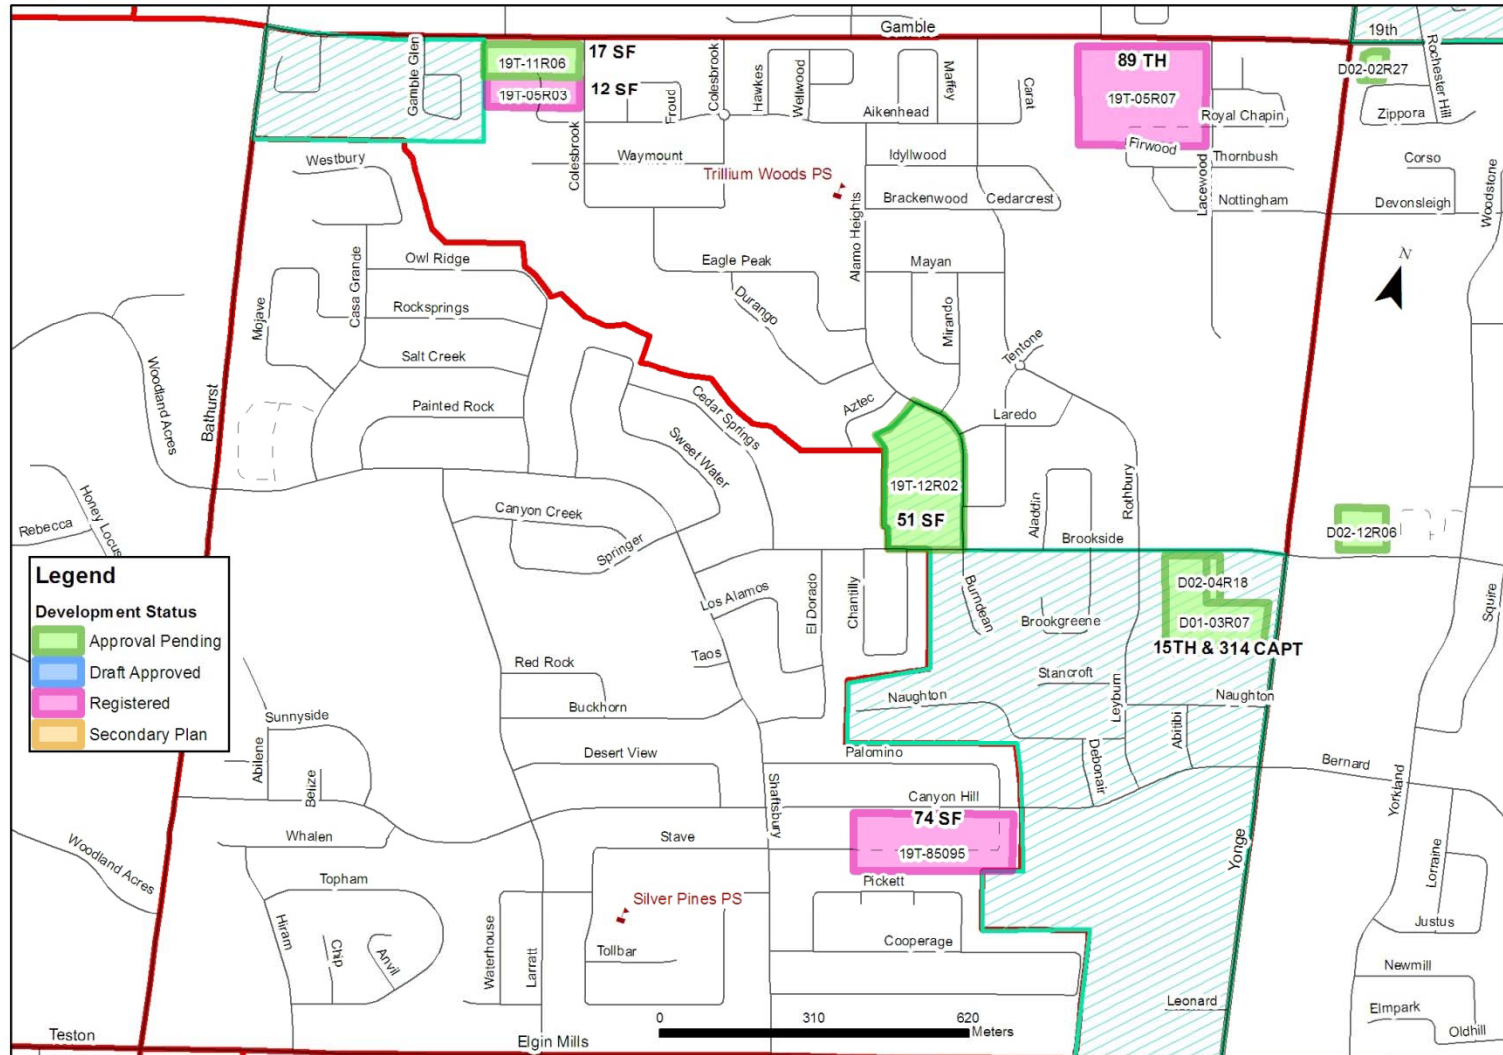 Gamble
19th
Rochester Hill
Gamble Glen
19T-11R06
17 SF
19T-05R03
12 SF
Colesbrook
Froud
Colesbrook
Hawkes
Wellwood
Maffey
Aikenhead
Carat
89 TH
19T-05R07
Royal Chapin
Firwood
Thornbush
Lacewood
Nottingham
D02-02R27
Zippora
Corso
Devonsleigh
Woodstone
Westbury
Waymount
Idyllwood
Trillium Woods PS
Brackenwood
Cedarcrest
Alamo Heights
N
Owl Ridge
Eagle Peak
Mayan
Casa Grande
Mojave
Rocksprings
Durango
Mirando
Salt Creek
Tentone
Woodland Acres
Bathurst
Painted Rock
Cedar Springs
Aztec
Laredo
Sweet Water
19T-12R02
51 SF
Aladdin
Rothbury
Honey Locus
Rebecca
Canyon Creek
Springer
Brookside
D02-12R06
Legend
Development Status
Approval Pending
Draft Approved
Registered
Secondary Plan
Los Alamos
El Dorado
Chantilly
Burndean
Brookgreene
D02-04R18
D01-03R07
15TH & 314 CAPT
Squire
Taos
Red Rock
Stancroft
Buckhorn
Naughton
Leyburn
Naughton
Abitibi
Sunnyside
Abilene
Belize
Desert View
Palomino
Debonair
Bernard
Yorkland
Shaftsbury
Canyon Hill
74 SF
19T-85095
Whalen
Stave
Yonge
Woodland Acres
Topham
Pickett
Lorraine
Silver Pines PS
Hiram
Chip
Anvil
Waterhouse
Larratt
Tollbar
Cooperage
Justus
Newmill
Leonard
Elmpark
Oldhill
0 310 620
Meters
Teston
Elgin Mills